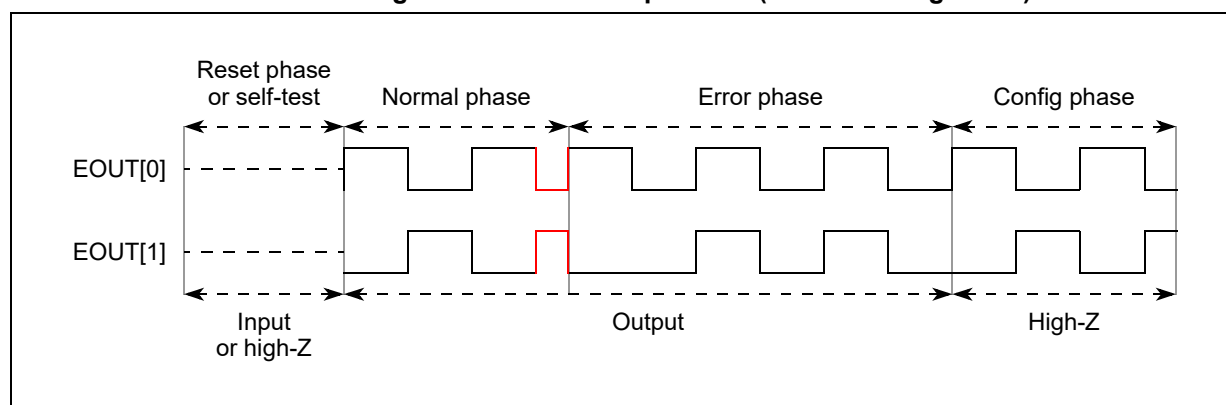 Reset phase
or self-test
Normal phase
Error phase
Config phase
EOUT[0]
EOUT[1]
Input
or high-Z
Output
High-Z